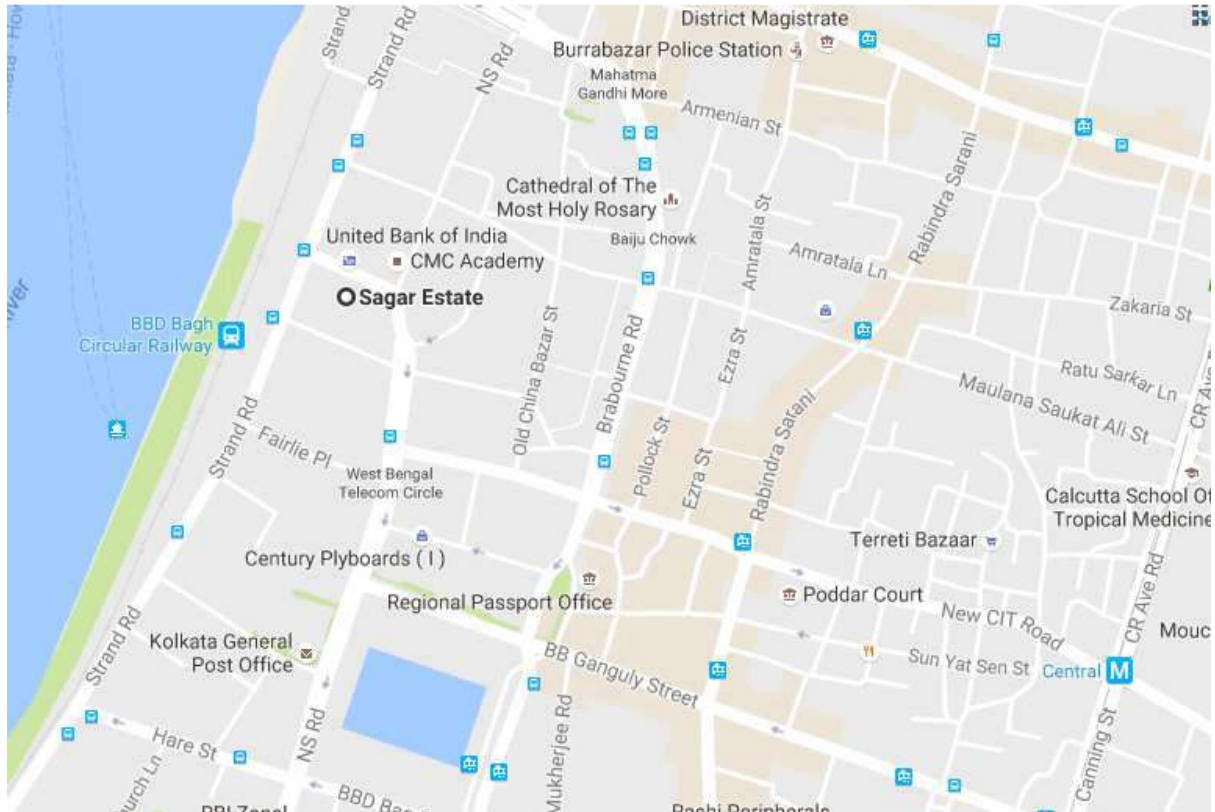 District Magistrate
Strand
Strand Rd
NS Rd
Burrabazar Police Station
Mahatma
Gandhi More
Armenian St
Rabindra Sarani
Cathedral of The
Most Holy Rosary
Amratala St
Baiju Chowk
Amratala Ln
United Bank of India
CMC Academy
Sagar Estate
Zakaria St
BBD Bagh
Circular Railway
Old China Bazar St
Brabourne Rd
Ezra St
Ratu Sarkar Ln
Maulana Saukat Ali St
CR Ave
Strand Rd
Fairlie Pl
Pollock St
Ezra St
Rabindra Sarani
West Bengal
Telecom Circle
Calcutta School Of
Tropical Medicine
Terreti Bazaar
Century Plyboards ( I )
Regional Passport Office
Poddar Court
New CIT Road
CR Ave Rd
Kolkata General
Post Office
Strand Rd
BB Ganguly Street
Sun Yat Sen St
Central
M
Mouc
NS Rd
Hare St
Mukherjee Rd
Canning St
BBD Bag